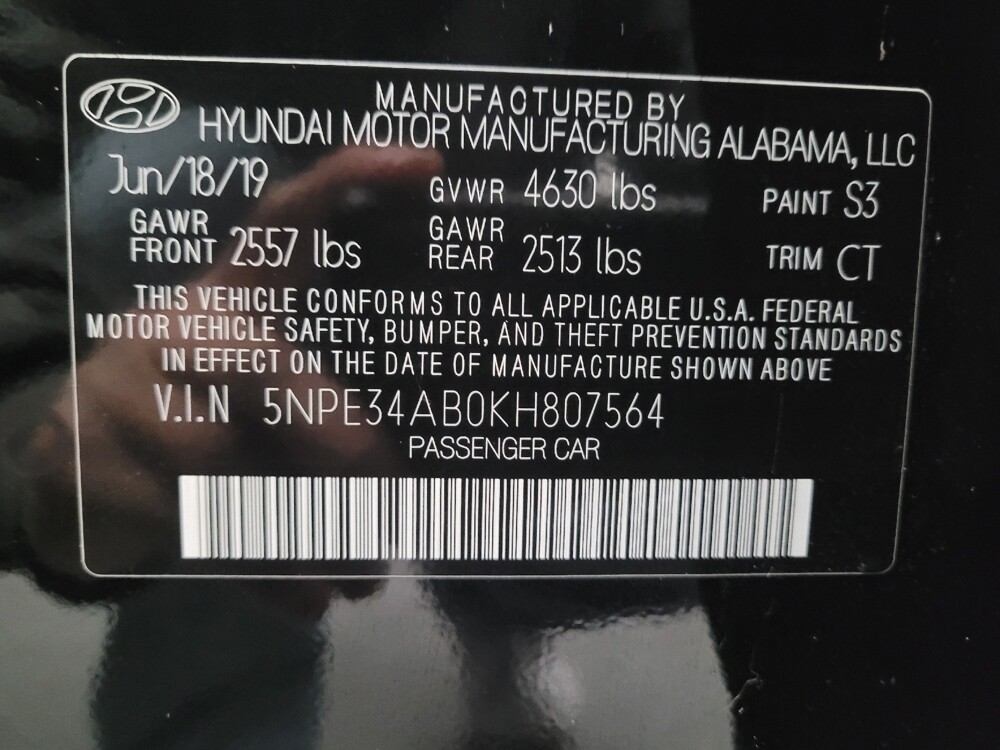 MANUFACTURED BY
HYUNDAI MOTOR MANUFACTURING ALABAMA, LLC
Jun/18/19 GVWR 4630 lbs PAINT S3
GAWR FRONT 2557 lbs GAWR REAR 2513 lbs TRIM CT
THIS VEHICLE CONFORMS TO ALL APPLICABLE U.S.A. FEDERAL
MOTOR VEHICLE SAFETY, BUMPER, AND THEFT PREVENTION STANDARDS
IN EFFECT ON THE DATE OF MANUFACTURE SHOWN ABOVE
V.I.N 5NPE34AB0KH807564
PASSENGER CAR